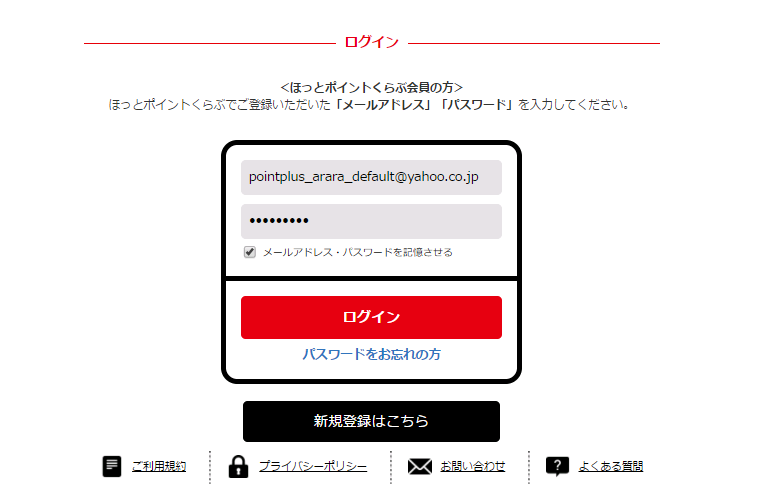 ログイン
<ほっとポイントくらぶ会員の方>
ほっとポイントくらぶでご登録いただいた「メールアドレス」「パスワード」を入力してください。
pointplus_arara_default@yahoo.co.jp
•••••••••
メールアドレス・パスワードを記憶させる
ログイン
パスワードをお忘れの方
新規登録はこちら
ご利用規約 プライバシーポリシー お問い合わせ よくある質問